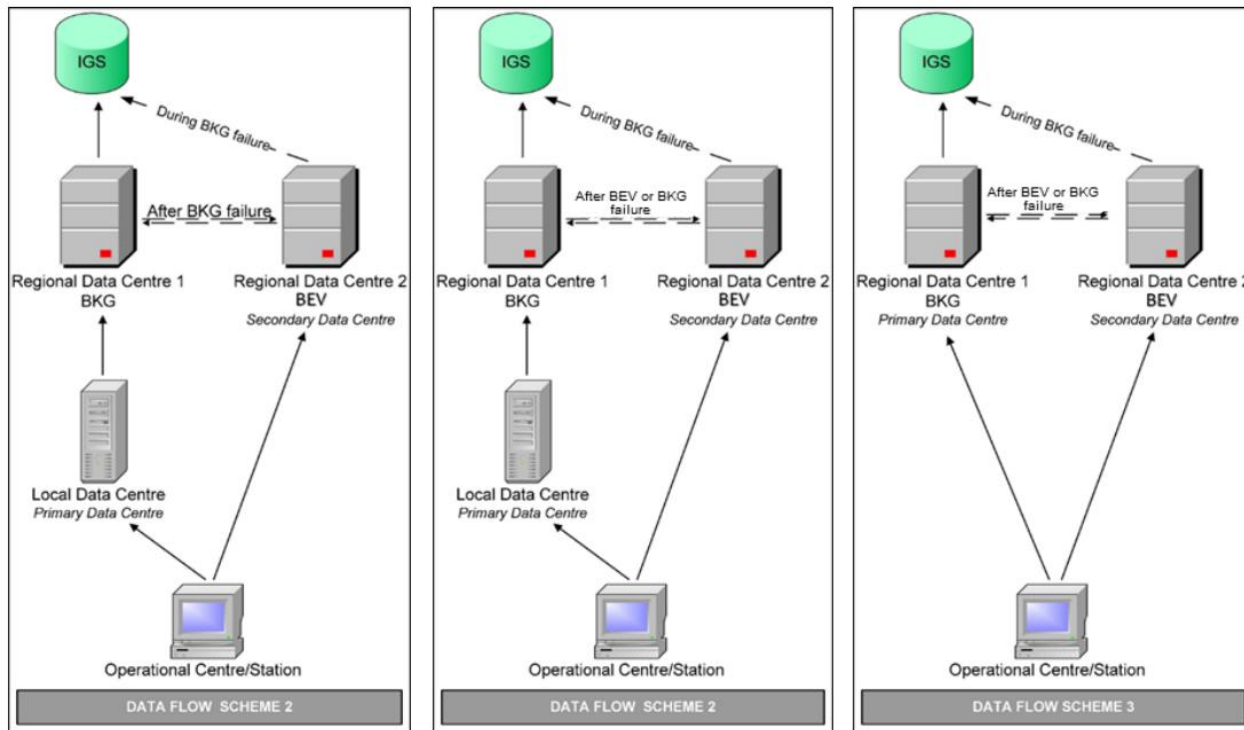 IGS
During BKG failure
After BKG failure
Regional Data Centre 1
BKG
Regional Data Centre 2
BEV
Secondary Data Centre
Local Data Centre
Primary Data Centre
Operational Centre/Station
DATA FLOW SCHEME 2
IGS
During BKG failure
After BEV or BKG
failure
Regional Data Centre 1
BKG
Regional Data Centre 2
BEV
Secondary Data Centre
Local Data Centre
Primary Data Centre
Operational Centre/Station
DATA FLOW SCHEME 2
IGS
During BKG failure
After BEV or BKG
failure
Regional Data Centre 1
BKG
Primary Data Centre
Regional Data Centre 2
BEV
Secondary Data Centre
Operational Centre/Station
DATA FLOW SCHEME 3